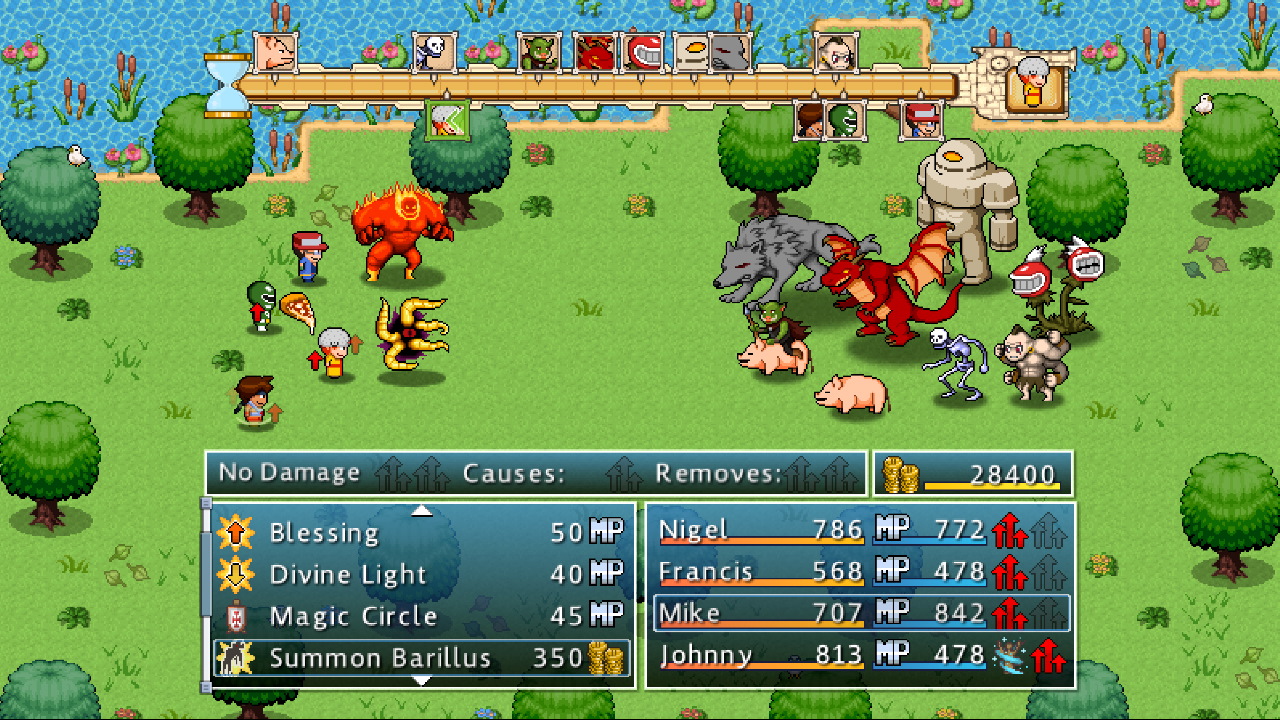 No Damage Causes: Removes: 28400
Blessing 50 MP
Divine Light 40 MP
Magic Circle 45 MP
Summon Barillus 350
Nigel 786 MP 772
Francis 568 MP 478
Mike 707 MP 842
Johnny 813 MP 478